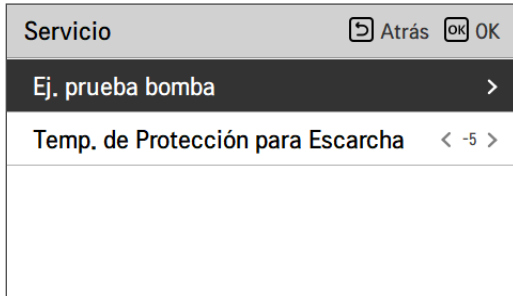 Servicio Atrás OK OK
Ej. prueba bomba >
Temp. de Protección para Escarcha < -5 >